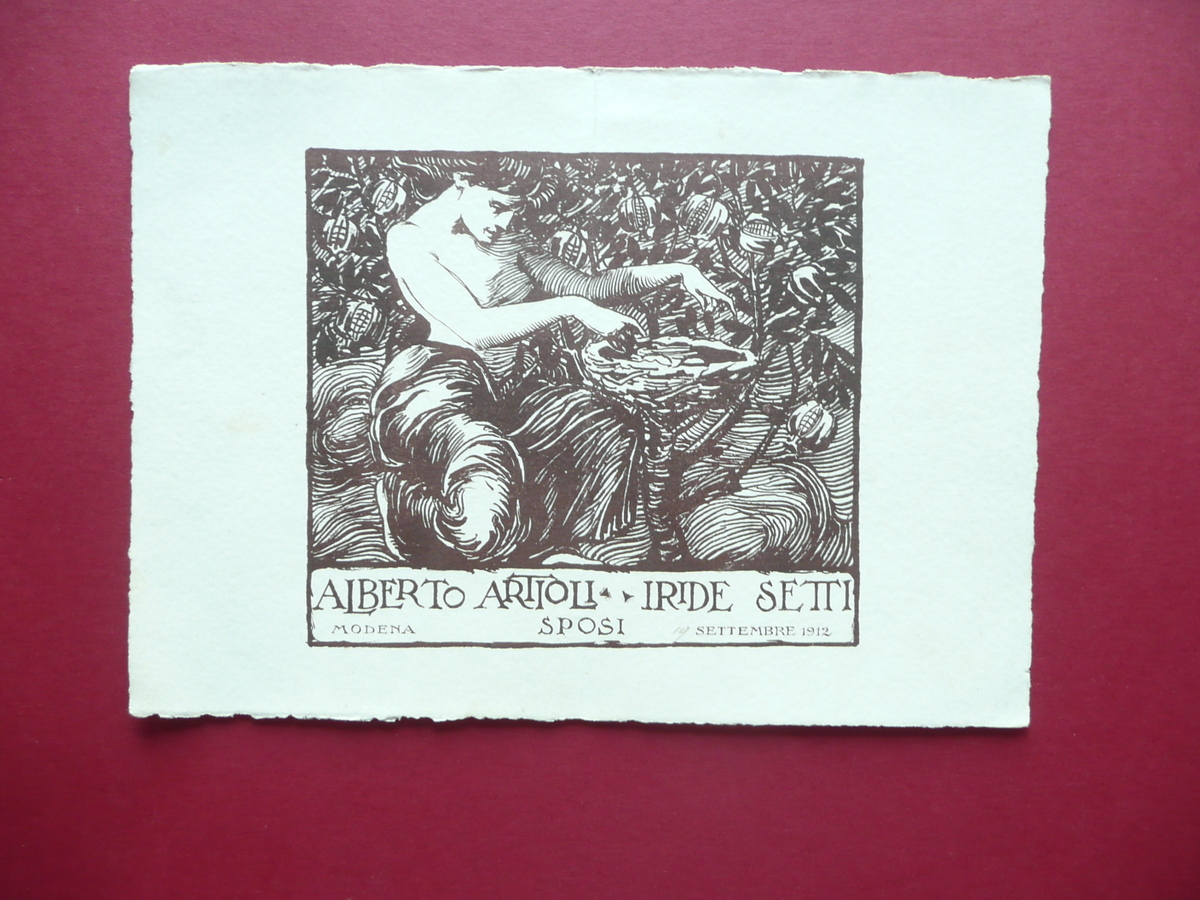 ALBERTO ARTIOLI · IRIDE SETTI
SPOSI
MODENA SETTEMBRE 1912